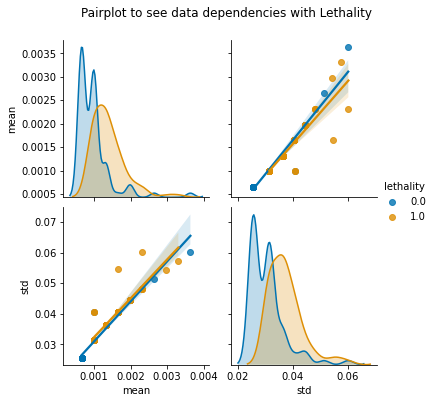 Pairplot to see data dependencies with Lethality
0.0035
0.0030
0.0025
0.0020
0.0015
0.0010
0.0005
mean
lethality
0.0
1.0
0.07
0.06
0.05
0.04
0.03
std
0.001 0.002 0.003 0.004
mean
0.02 0.04 0.06
std